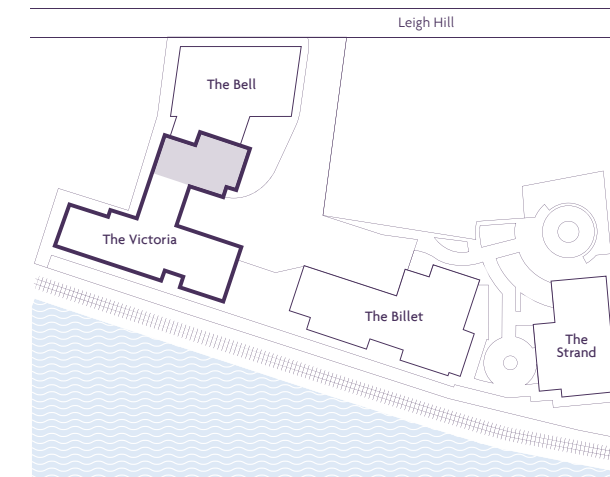 Leigh Hill
The Bell
The Victoria
The Billet
The
Strand